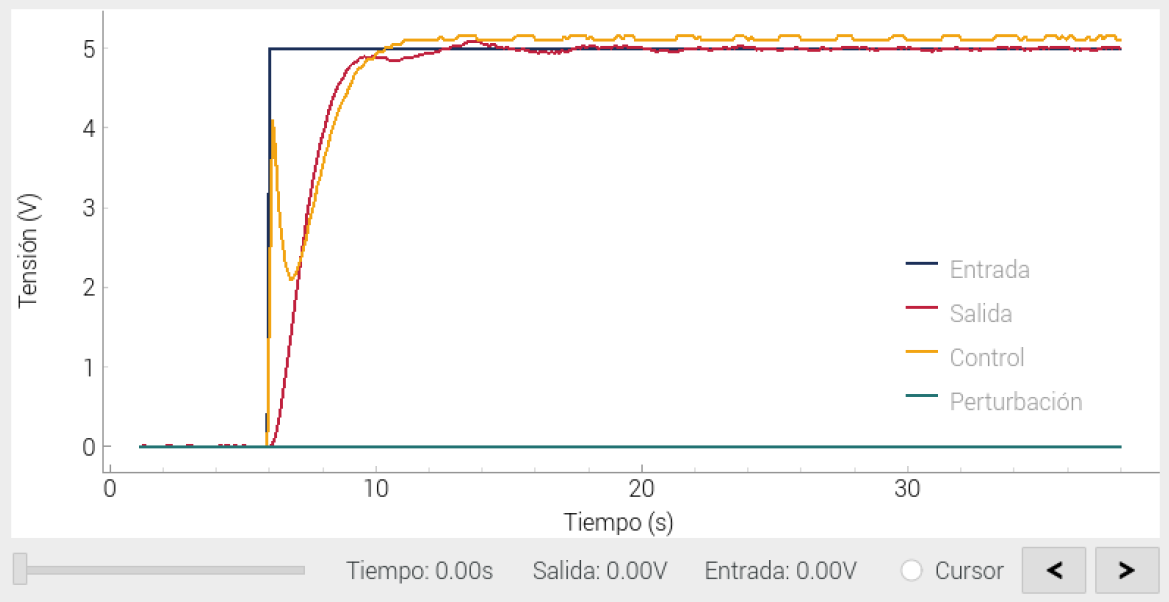 5
4
3
2
1
0
Tensión (V)
Entrada
Salida
Control
Perturbación
0 10 20 30
Tiempo (s)
Tiempo: 0.00s Salida: 0.00V Entrada: 0.00V Cursor < >